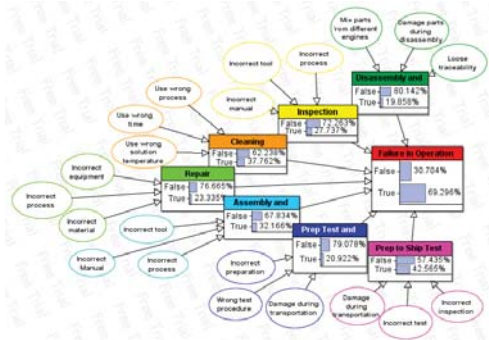 Mix parts
from different
engines
Damage parts
during
disassembly
Loose
traceability
Disassembly and
False 80.142%
True 19.858%
Incorrect tool
Incorrect
process
Incorrect
manual
Inspection
False 72.263%
True 27.737%
Use wrong
process
Use wrong
time
Use wrong
solution
temperature
Cleaning
False 62.238%
True 37.762%
Failure in Operation
False 30.704%
True 69.296%
Incorrect
equipment
Incorrect
process
Incorrect
material
Repair
False 76.665%
True 23.335%
Incorrect tool
Incorrect
Manual
Incorrect
process
Assembly and
False 67.834%
True 32.166%
Incorrect
preparation
Wrong test
procedure
Damage during
transportation
Prep Test and
False 79.078%
True 20.922%
Prep to Ship Test
False 57.435%
True 42.565%
Damage
during
transportation
Incorrect test
Incorrect
inspection